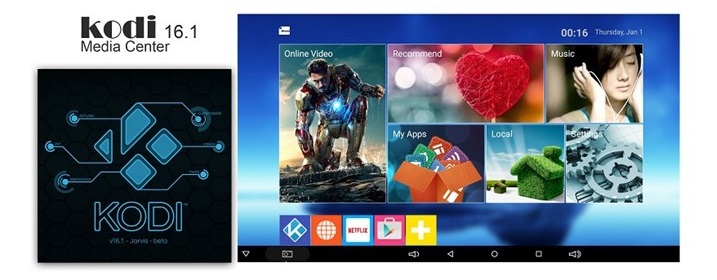 kodi 16.1
Media Center
KODI
v16.1 - Jarvis - beta
00:16 Thursday, Jan 1
Online Video
Recommend
Music
My Apps
Local
Settings
NETFLIX